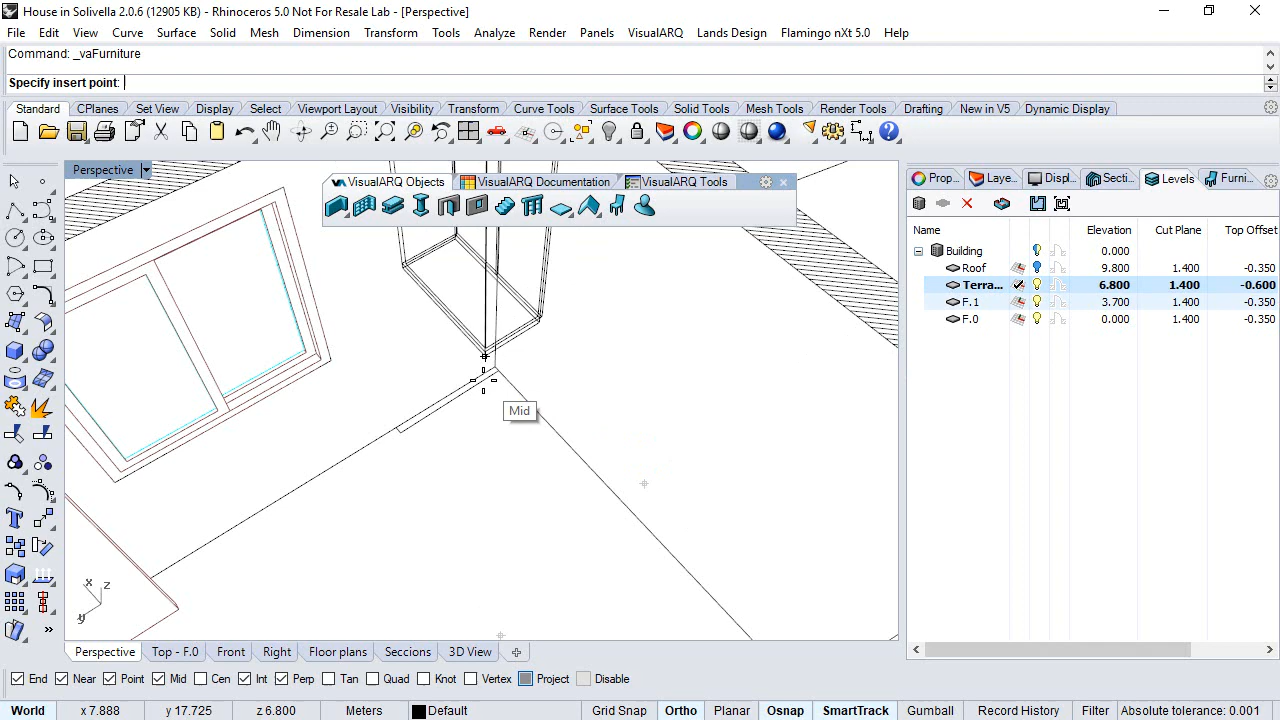 House in Solivella 2.0.6 (12905 KB) - Rhinoceros 5.0 Not For Resale Lab - [Perspective]
File Edit View Curve Surface Solid Mesh Dimension Transform Tools Analyze Render Panels VisualARQ Lands Design Flamingo nXt 5.0 Help
Command: _vaFurniture
Specify insert point:
Standard CPlanes Set View Display Select Viewport Layout Visibility Transform Curve Tools Surface Tools Solid Tools Mesh Tools Render Tools Drafting New in V5 Dynamic Display
Perspective
VisualARQ Objects VisualARQ Documentation VisualARQ Tools
Prop... Laye... Displ... Secti... Levels Furni...
Name Elevation Cut Plane Top Offset
Building 0.000
Roof 9.800 1.400 -0.350
Terra... 6.800 1.400 -0.600
F.1 3.700 1.400 -0.350
F.0 0.000 1.400 -0.350
Mid
x z y
Perspective Top - F.0 Front Right Floor plans Seccions 3D View
End Near Point Mid Cen Int Perp Tan Quad Knot Vertex Project Disable
World x 7.888 y 17.725 z 6.800 Meters Default Grid Snap Ortho Planar Osnap SmartTrack Gumball Record History Filter Absolute tolerance: 0.001